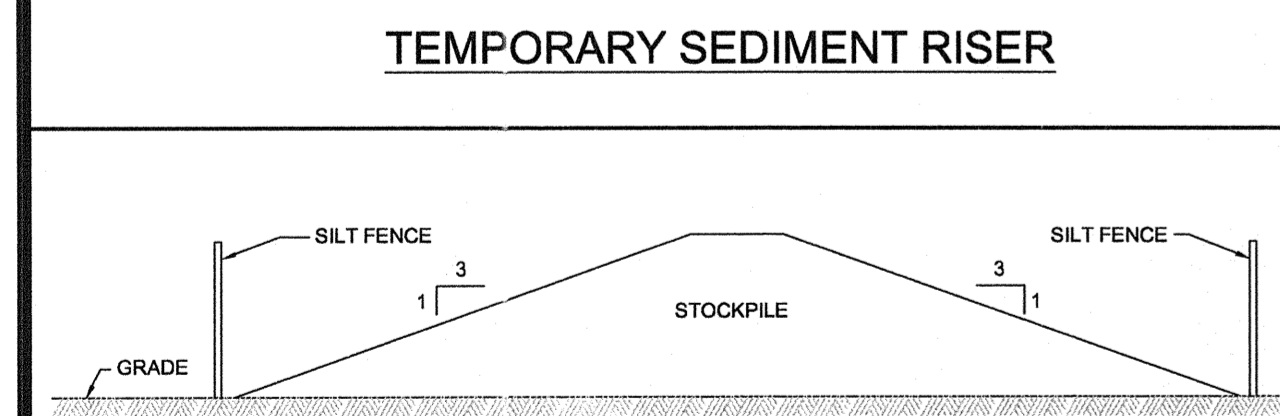 TEMPORARY SEDIMENT RISER
SILT FENCE
SILT FENCE
3
1
3
1
STOCKPILE
GRADE